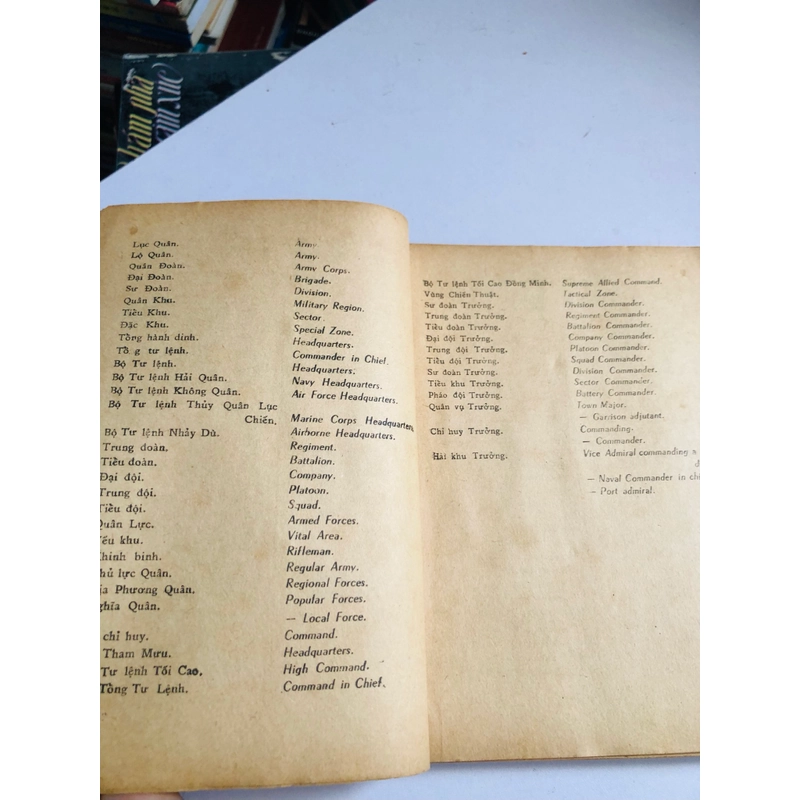 Lục Quân. Army.
Lộ Quân. Army.
Quân Đoàn. Army Corps.
Đại Đoàn. Brigade.
Sư Đoàn. Division.
Quân Khu. Military Region.
Tiểu Khu. Sector.
Đặc Khu. Special Zone.
Tổng hành dinh. Headquarters.
Tổ g tư lệnh. Commander in Chief.
Bộ Tư lệnh. Headquarters.
Bộ Tư lệnh Hải Quân. Navy Headquarters.
Bộ Tư lệnh Không Quân. Air Force Headquarters.
Bộ Tư lệnh Thủy Quân Lục
Chiến. Marine Corps Headquarters.
Bộ Tư lệnh Nhảy Dù. Airborne Headquarters.
Trung đoàn. Regiment.
Tiểu đoàn. Battalion.
Đại đội. Company.
Trung đội. Platoon.
Tiểu đội. Squad.
Quân Lực. Armed Forces.
Yếu khu. Vital Area.
Khinh binh. Rifleman.
hủ lực Quân. Regular Army.
ịa Phương Quân. Regional Forces.
ghĩa Quân. Popular Forces.
-- Local Force.
chỉ huy. Command.
Tham Mưu. Headquarters.
Tư lệnh Tối Cao. High Command.
Tổng Tư Lệnh. Command in Chief.
Bộ Tư lệnh Tối Cao Đồng Minh. Supreme Allied Command.
Vùng Chiến Thuật. Tactical Zone.
Sư đoàn Trưởng. Division Commander.
Trung đoàn Trưởng. Regiment Commander.
Tiểu đoàn Trưởng. Battalion Commander.
Đại đội Trưởng. Company Commander.
Trung đội Trưởng. Platoon Commander.
Tiểu đội Trưởng. Squad Commander.
Sư đoàn Trưởng. Division Commander.
Tiểu khu Trưởng. Sector Commander.
Pháo đội Trưởng. Battery Commander.
Quân vụ Trưởng. Town Major.
— Garrison adjutant.
Chỉ huy Trưởng. Commanding.
— Commander.
Hải khu Trưởng. Vice Admiral commanding x
d
— Naval Commander in chi
— Port admiral.